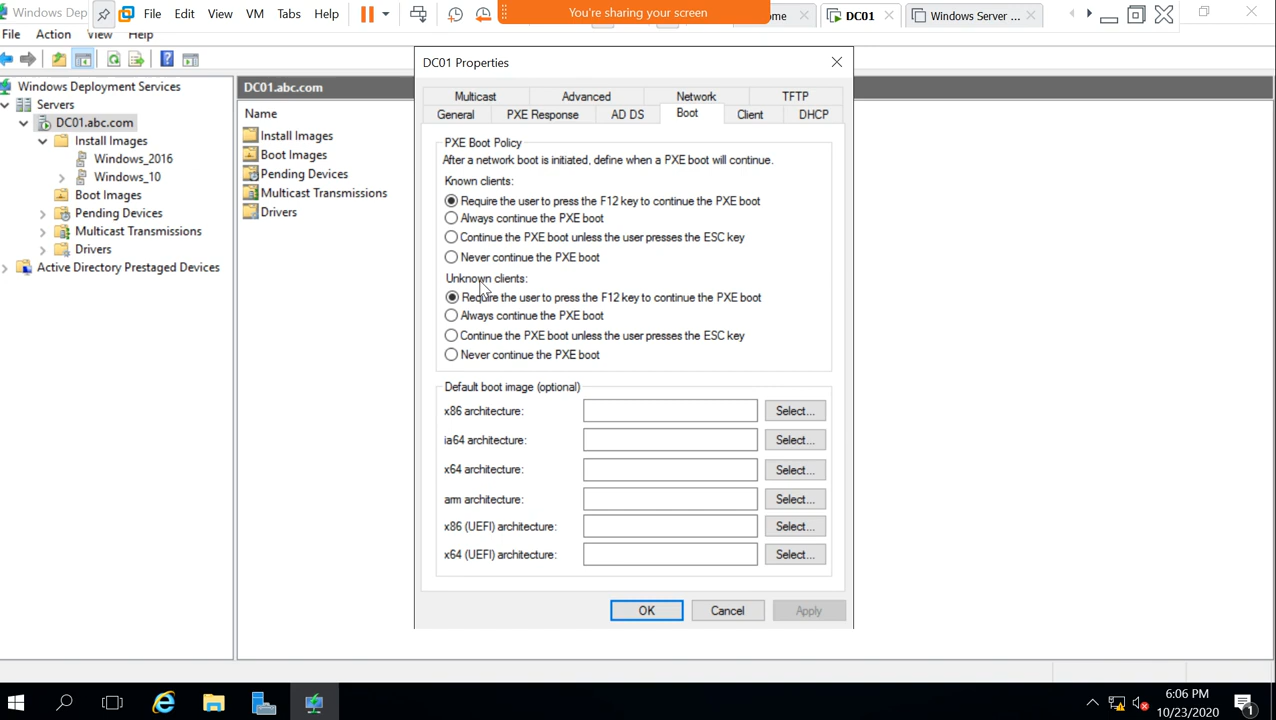 Windows Depo
File Edit View VM Tabs Help
You're sharing your screen
ome
DC01
Windows Server ...
File Action View Help
Windows Deployment Services
Servers
DC01.abc.com
Install Images
Windows_2016
Windows_10
Boot Images
Pending Devices
Multicast Transmissions
Drivers
Active Directory Prestaged Devices
DC01.abc.com
Name
Install Images
Boot Images
Pending Devices
Multicast Transmissions
Drivers
DC01 Properties
Multicast Advanced Network TFTP
General PXE Response AD DS Boot Client DHCP
PXE Boot Policy
After a network boot is initiated, define when a PXE boot will continue.
Known clients:
Require the user to press the F12 key to continue the PXE boot
Always continue the PXE boot
Continue the PXE boot unless the user presses the ESC key
Never continue the PXE boot
Unknown clients:
Require the user to press the F12 key to continue the PXE boot
Always continue the PXE boot
Continue the PXE boot unless the user presses the ESC key
Never continue the PXE boot
Default boot image (optional)
x86 architecture: Select...
ia64 architecture: Select...
x64 architecture: Select...
arm architecture: Select...
x86 (UEFI) architecture: Select...
x64 (UEFI) architecture: Select...
OK Cancel Apply
6:06 PM
10/23/2020
1